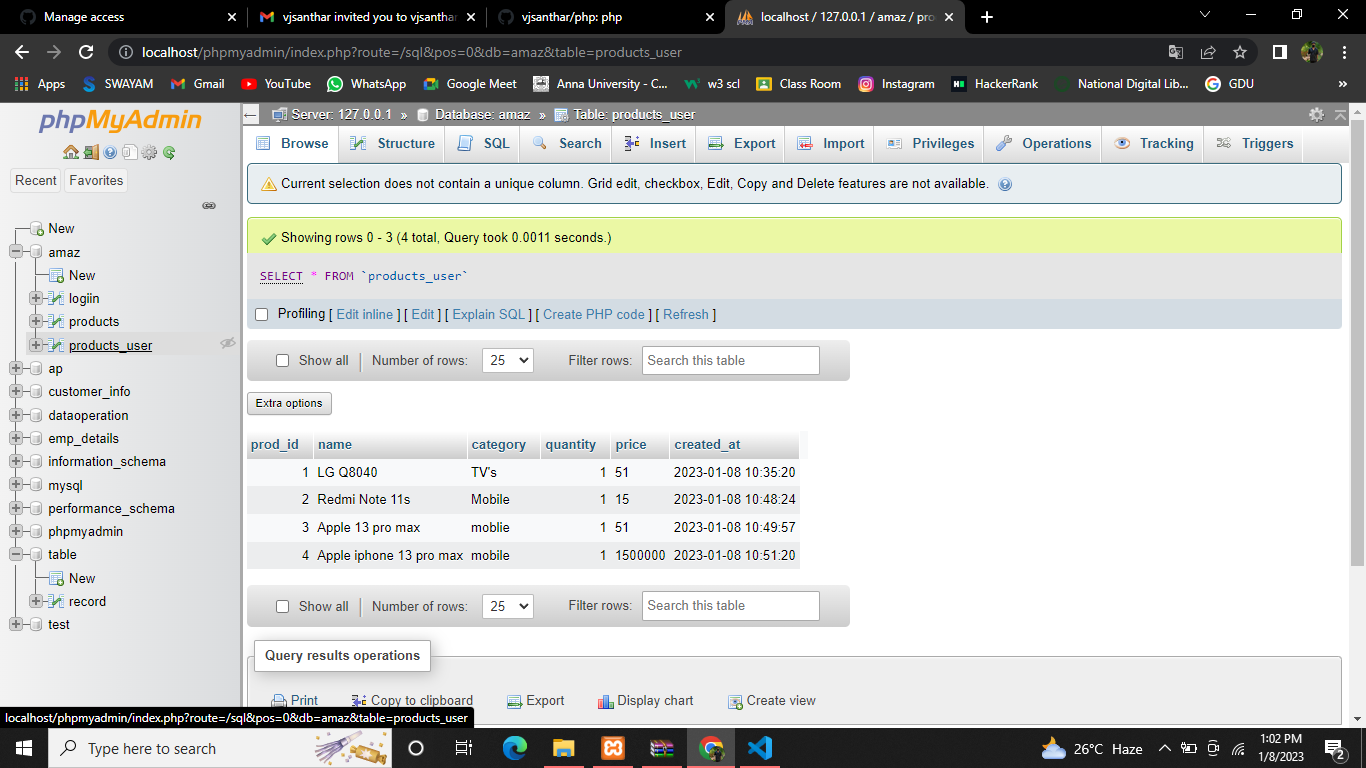 Manage access
vjsanthar invited you to vjsanthar
vjsanthar/php: php
localhost / 127.0.0.1 / amaz / pro
localhost/phpmyadmin/index.php?route=/sql&pos=0&db=amaz&table=products_user
Apps SWAYAM Gmail YouTube WhatsApp Google Meet Anna University - C... w3 scl Class Room Instagram HackerRank National Digital Lib... GDU »
phpMyAdmin
Recent Favorites
New
amaz
New
logiin
products
products_user
ap
customer_info
dataoperation
emp_details
information_schema
mysql
performance_schema
phpmyadmin
table
New
record
test
Server: 127.0.0.1 » Database: amaz » Table: products_user
Browse Structure SQL Search Insert Export Import Privileges Operations Tracking Triggers
Current selection does not contain a unique column. Grid edit, checkbox, Edit, Copy and Delete features are not available.
Showing rows 0 - 3 (4 total, Query took 0.0011 seconds.)
SELECT * FROM `products_user`
Profiling [ Edit inline ] [ Edit ] [ Explain SQL ] [ Create PHP code ] [ Refresh ]
Show all | Number of rows: 25 Filter rows: Search this table
Extra options
prod_id name category quantity price created_at
1 LG Q8040 TV's 1 51 2023-01-08 10:35:20
2 Redmi Note 11s Mobile 1 15 2023-01-08 10:48:24
3 Apple 13 pro max moblie 1 51 2023-01-08 10:49:57
4 Apple iphone 13 pro max mobile 1 1500000 2023-01-08 10:51:20
Show all | Number of rows: 25 Filter rows: Search this table
Query results operations
Print Copy to clipboard Export Display chart Create view
localhost/phpmyadmin/index.php?route=/sql&pos=0&db=amaz&table=products_user
Type here to search
26°C Haze
1:02 PM
1/8/2023
2